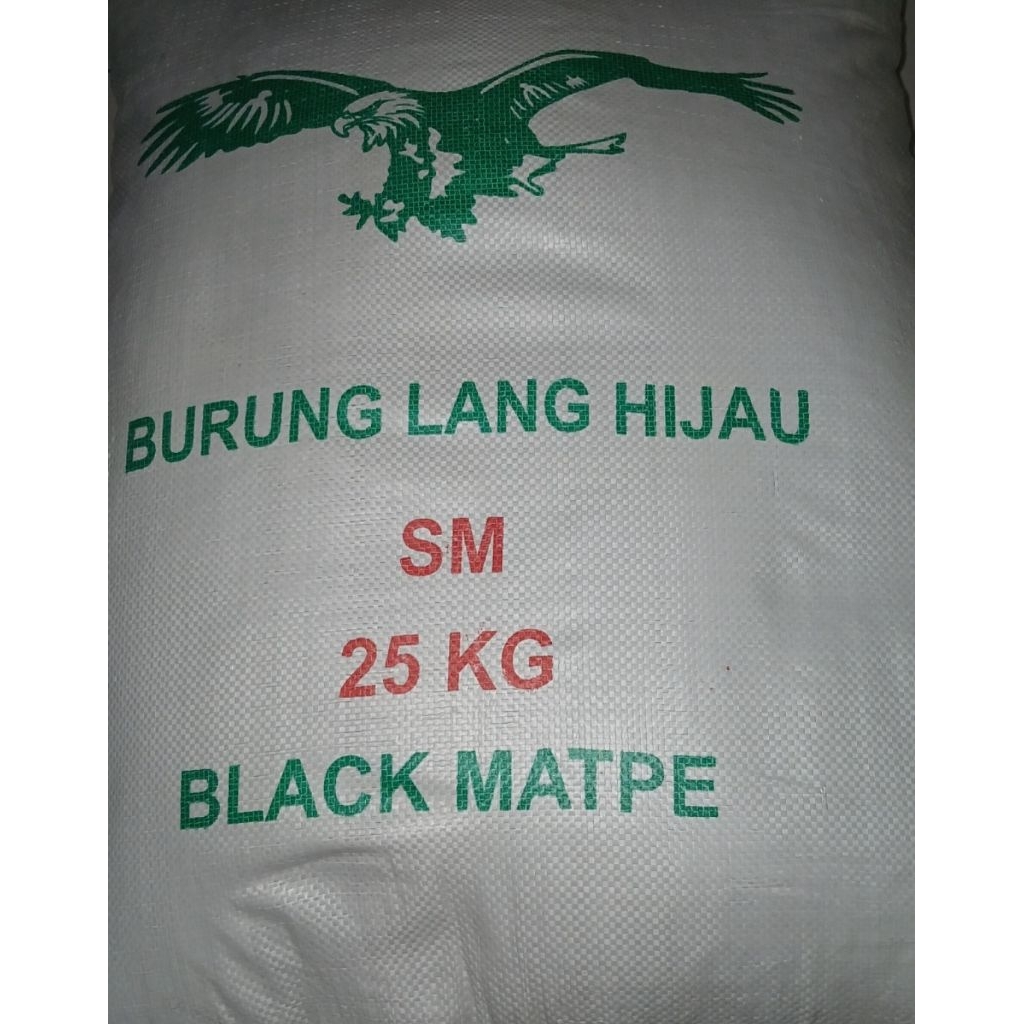 BURUNG LANG HIJAU
SM
25 KG
BLACK MATPE